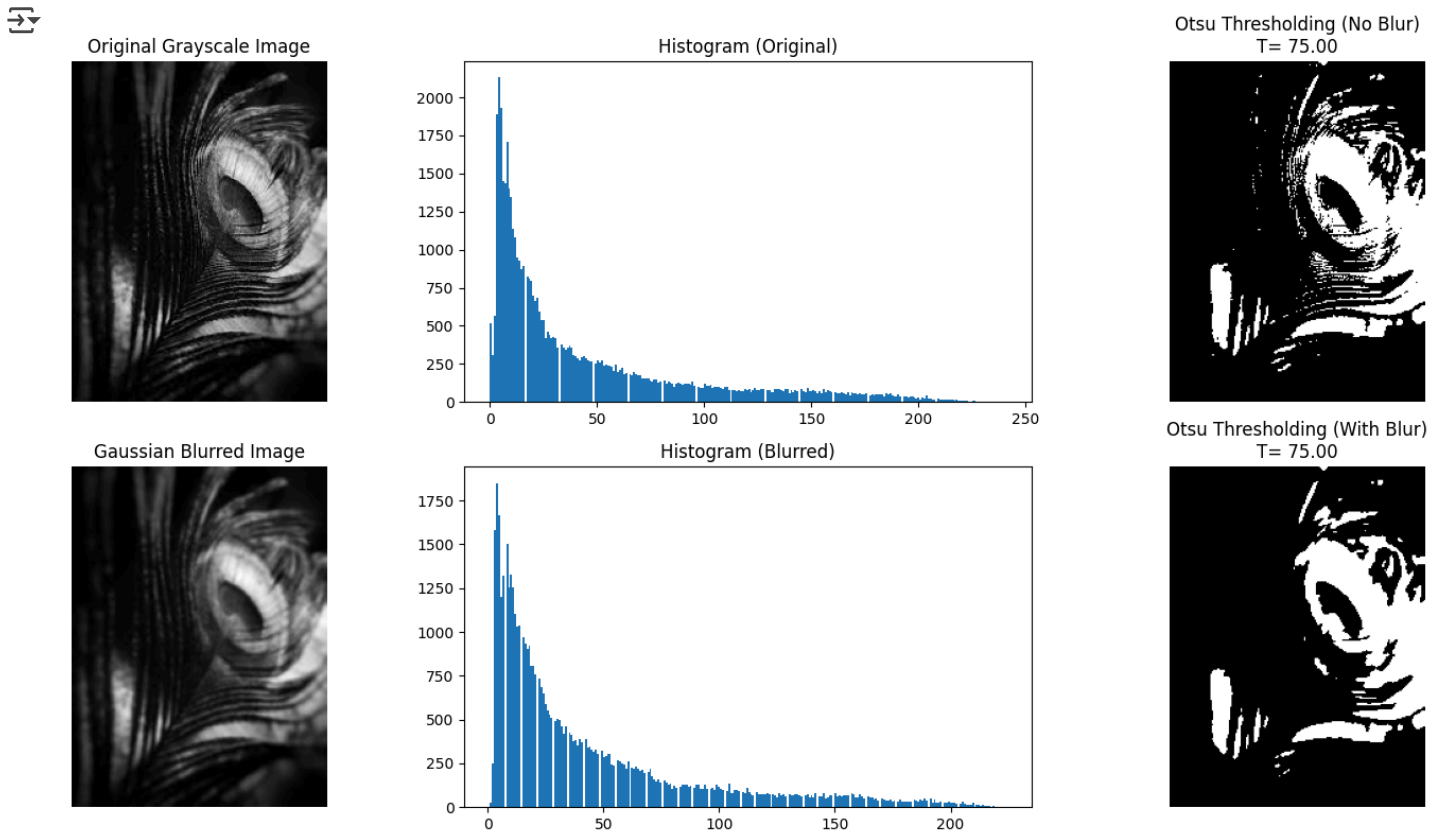 Original Grayscale Image
Histogram (Original)
Otsu Thresholding (No Blur)
T= 75.00
2000
1750
1500
1250
1000
750
500
250
0
0 50 100 150 200 250
Gaussian Blurred Image
Histogram (Blurred)
Otsu Thresholding (With Blur)
T= 75.00
1750
1500
1250
1000
750
500
250
0
0 50 100 150 200